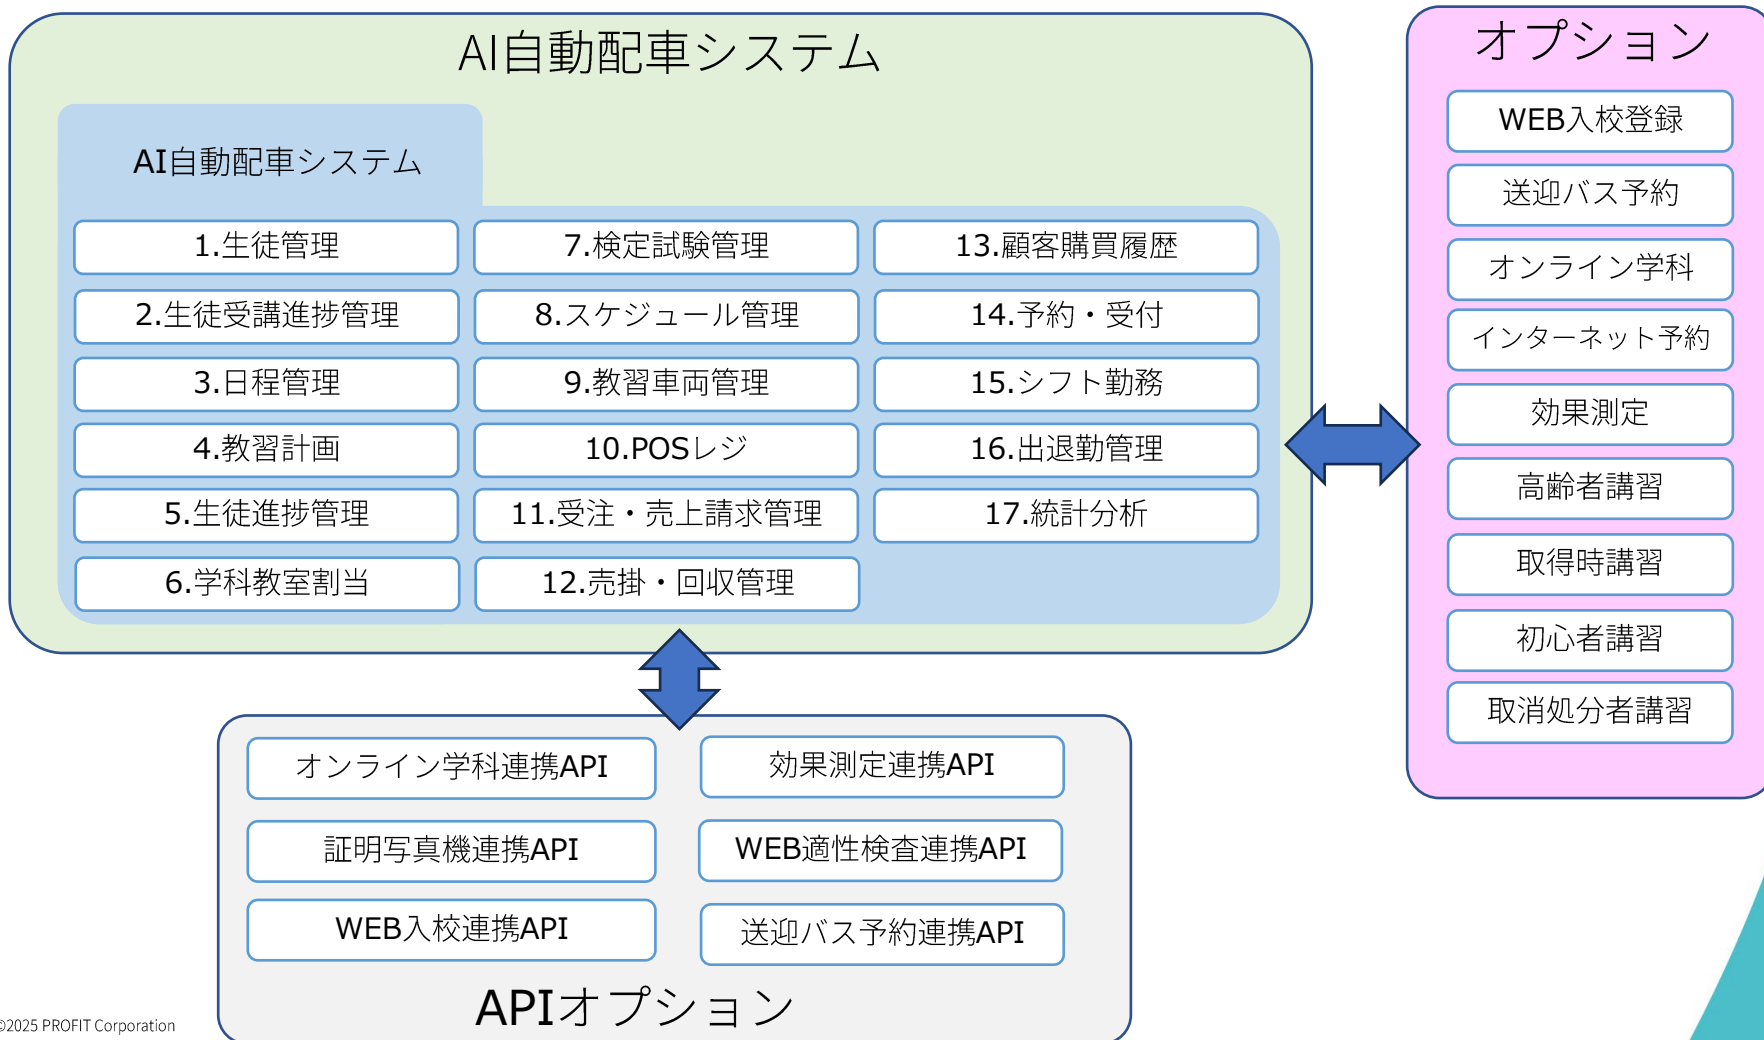 AI自動配車システム
AI自動配車システム
1.生徒管理
2.生徒受講進捗管理
3.日程管理
4.教習計画
5.生徒進捗管理
6.学科教室割当
7.検定試験管理
8.スケジュール管理
9.教習車両管理
10.POSレジ
11.受注・売上請求管理
12.売掛・回収管理
13.顧客購買履歴
14.予約・受付
15.シフト勤務
16.出退勤管理
17.統計分析
オプション
WEB入校登録
送迎バス予約
オンライン学科
インターネット予約
効果測定
高齢者講習
取得時講習
初心者講習
取消処分者講習
オンライン学科連携API
証明写真機連携API
WEB入校連携API
効果測定連携API
WEB適性検査連携API
送迎バス予約連携API
APIオプション
©2025 PROFIT Corporation